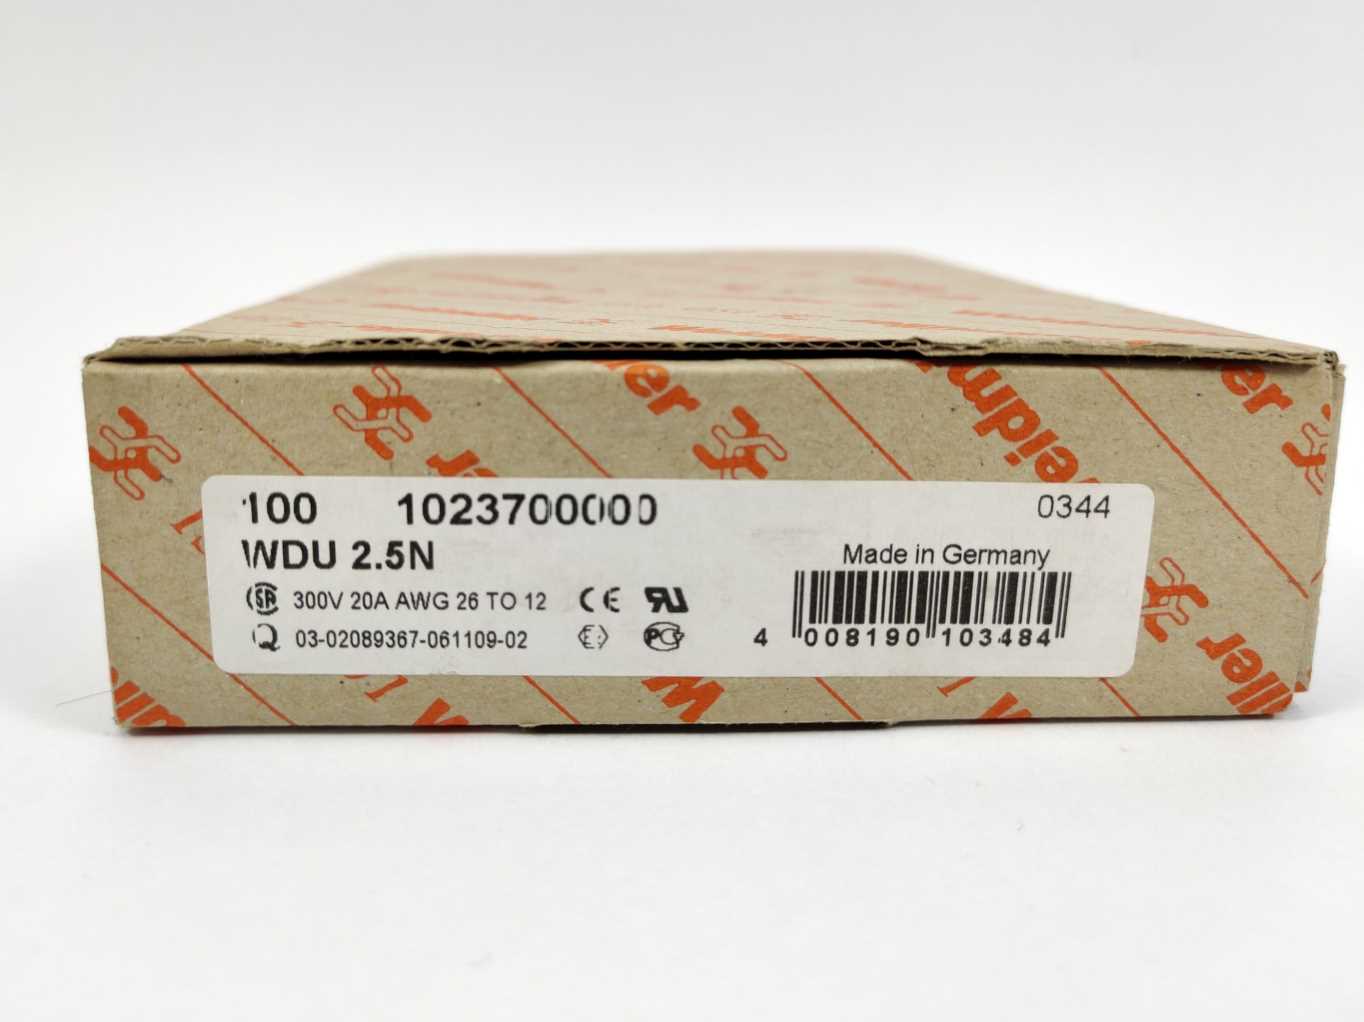 100 1023700000 0344
WDU 2.5N
Made in Germany
300V 20A AWG 26 TO 12
03-02089367-061109-02
4 008190 103484